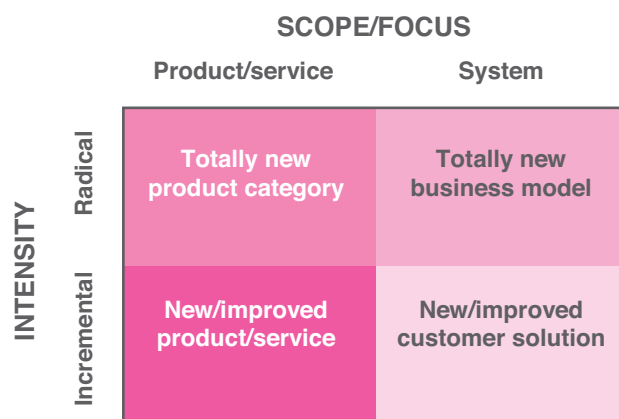 SCOPE/FOCUS
Product/service
System
INTENSITY
Radical
Totally new
product category
Totally new
business model
Incremental
New/improved
product/service
New/improved
customer solution